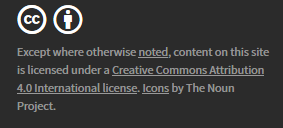 cc
Except where otherwise noted, content on this site
is licensed under a Creative Commons Attribution
4.0 International license. Icons by The Noun
Project.